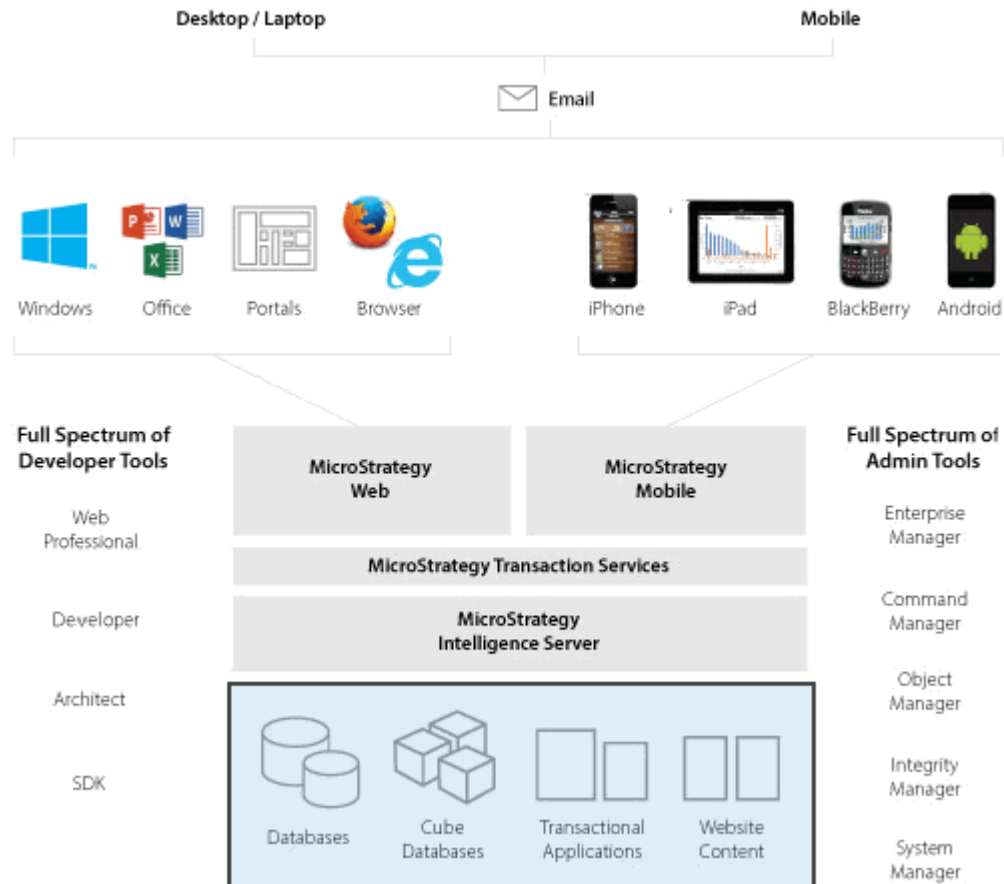 Desktop / Laptop
Mobile
Email
P
W
X
TM
Windows
Office
Portals
Browser
iPhone
iPad
BlackBerry
Android
Full Spectrum of
Developer Tools
Web
Professional
Developer
Architect
SDK
MicroStrategy
Web
MicroStrategy
Mobile
MicroStrategy Transaction Services
MicroStrategy
Intelligence Server
Databases
Cube
Databases
Transactional
Applications
Website
Content
Full Spectrum of
Admin Tools
Enterprise
Manager
Command
Manager
Object
Manager
Integrity
Manager
System
Manager